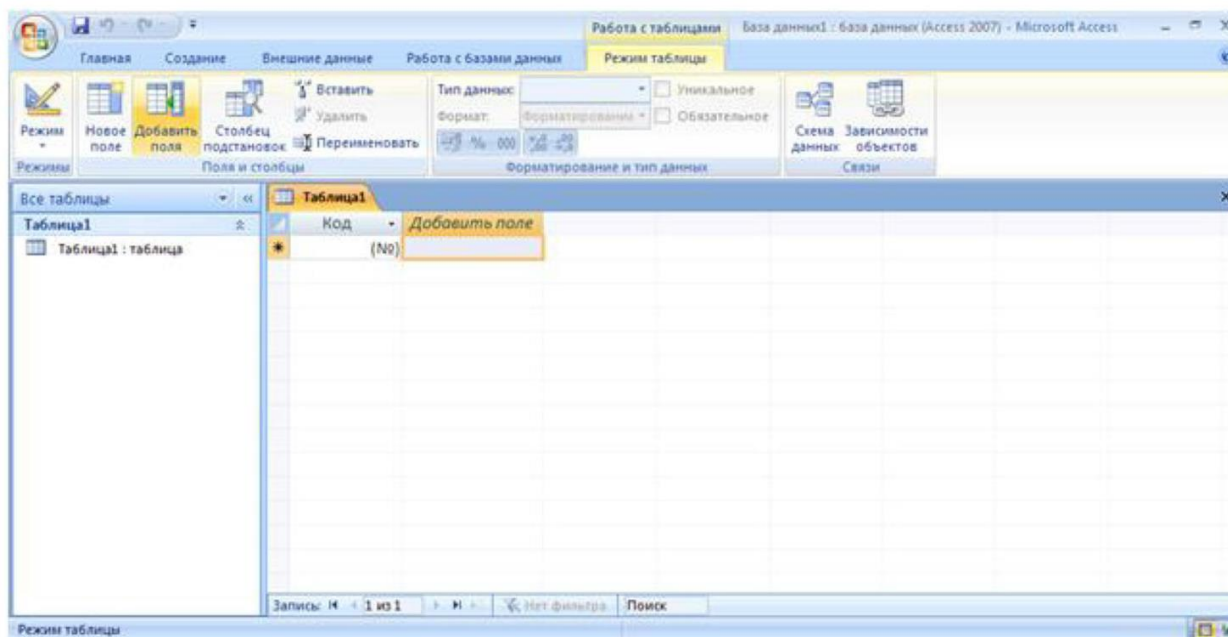 Работа с таблицами База данных1 : база данных (Access 2007) - Microsoft Access
Главная Создание Внешние данные Работа с базами данных Режим таблицы
Режим
Новое поле
Добавить поля
Столбец подстановок
Вставить
Удалить
Переименовать
Тип данных:
Формат: Форматирование
% 000
Уникальное
Обязательное
Схема данных
Зависимости объектов
Режимы Поля и столбцы Форматирование и тип данных Связи
Все таблицы
Таблица1
Таблица1 : таблица
Таблица1
Код Добавить поле
(№)
Запись: 1 из 1 Нет фильтра Поиск
Режим таблицы